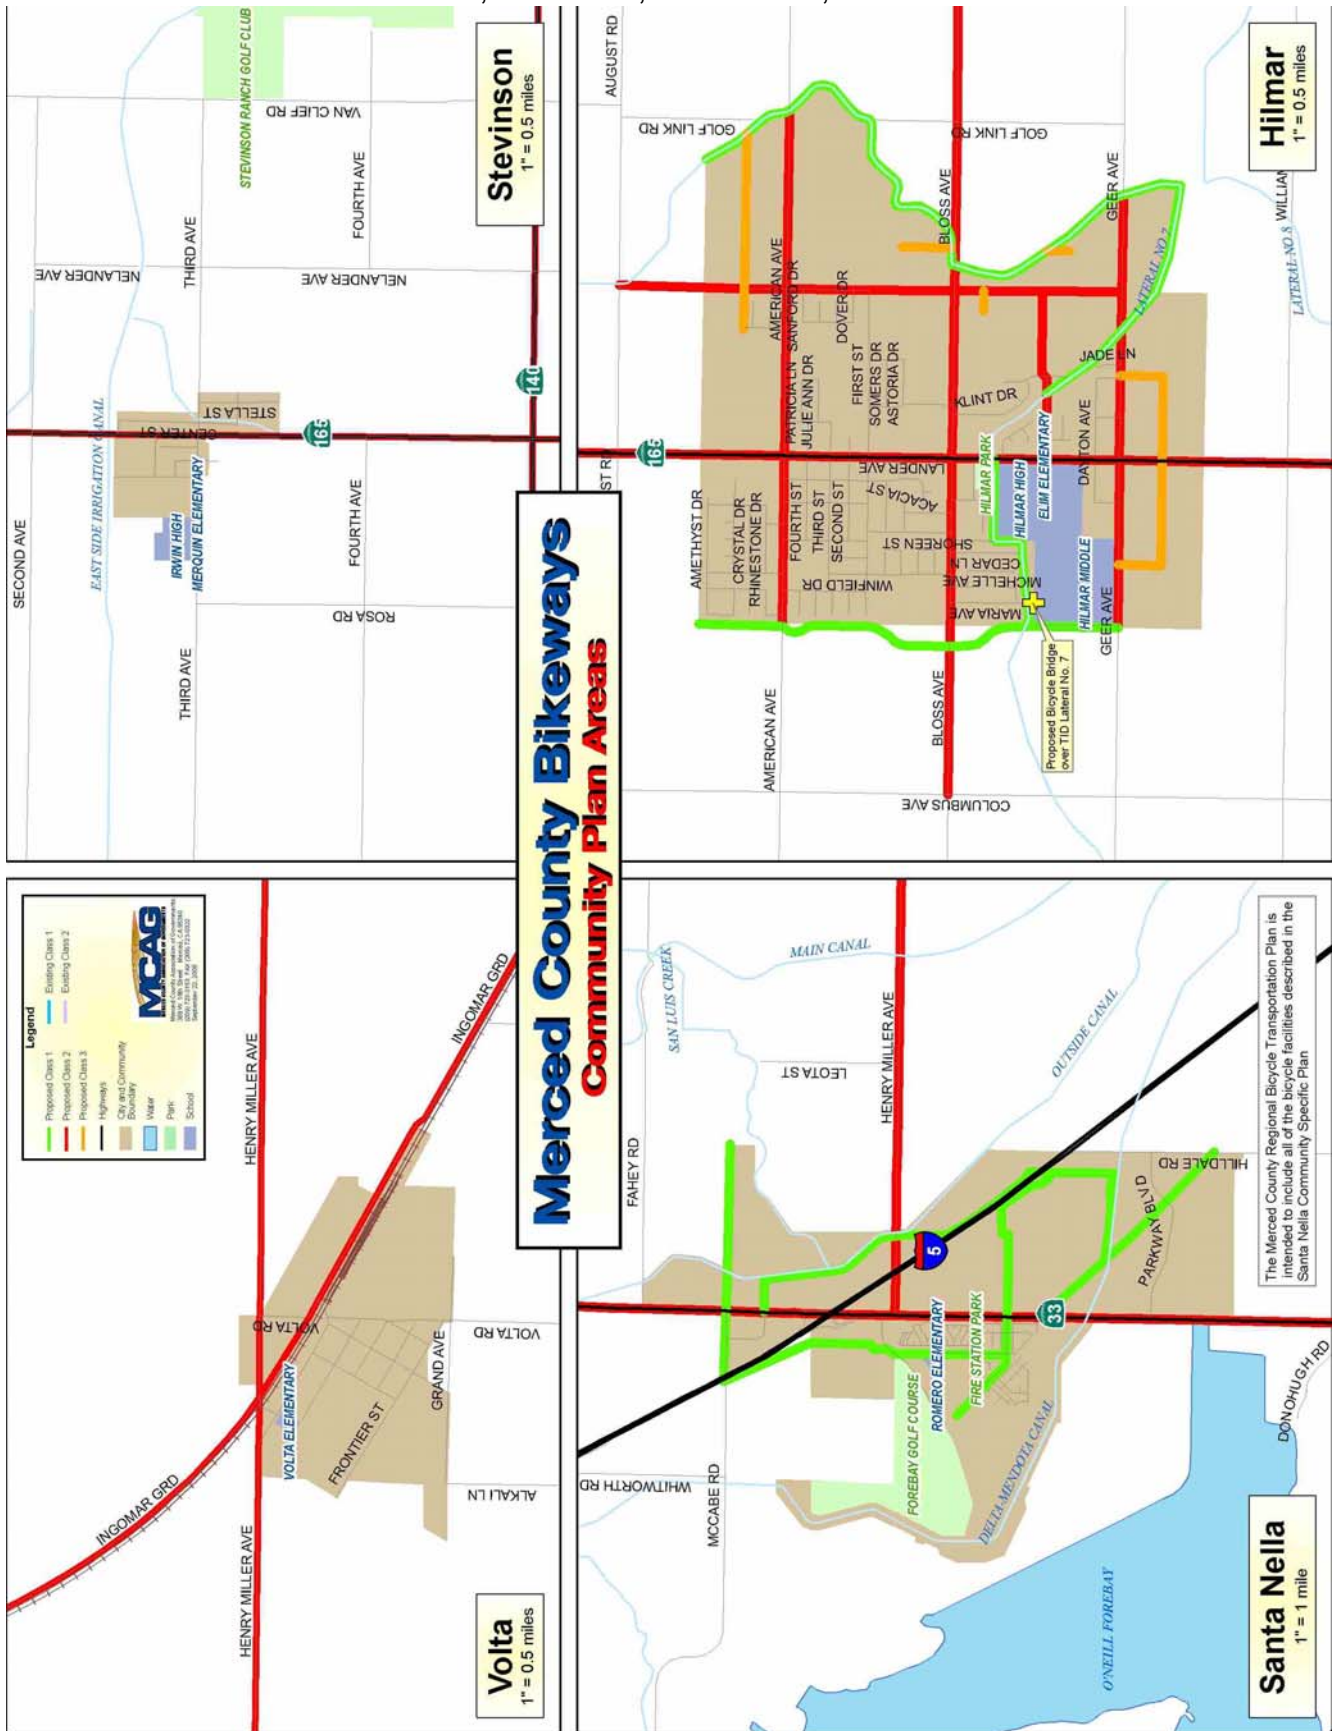 Merced County Bikeways
Community Plan Areas
Legend
Proposed Class 1
Proposed Class 2
Proposed Class 3
Highways
City and Community
Boundary
Water
Park
School
Existing Class 1
Existing Class 2
MCAG
Merced County Association of Governments
INGOMAR GRD
HENRY MILLER AVE
HENRY MILLER AVE
INGOMAR GRD
VOLTA ELEMENTARY
VOLTA RD
VOLTA RD
FRONTIER ST
GRAND AVE
ALKALI LN
Volta
1" = 0.5 miles
SECOND AVE
EAST SIDE IRRIGATION CANAL
IRWIN HIGH
MERQUIN ELEMENTARY
THIRD AVE
THIRD AVE
CENTER ST
STELLA ST
NELANDER AVE
NELANDER AVE
NELANDER AVE
STEVINSON RANCH GOLF CLUB
VAN CLIEF RD
FOURTH AVE
FOURTH AVE
ROSA RD
165
140
Stevinson
1" = 0.5 miles
FAHEY RD
SAN LUIS CREEK
MAIN CANAL
LEOTA ST
HENRY MILLER AVE
OUTSIDE CANAL
WHITWORTH RD
MCCABE RD
5
ROMERO ELEMENTARY
FIRE STATION PARK
FOREBAY GOLF COURSE
DELTA-MENDOTA CANAL
33
PARKWAY BLVD
HILLDALE RD
O'NEILL FOREBAY
DONOHUGH RD
Santa Nella
1" = 1 mile
The Merced County Regional Bicycle Transportation Plan is
intended to include all of the bicycle facilities described in the
Santa Nella Community Specific Plan
ST RD
165
AUGUST RD
GOLF LINK RD
GOLF LINK RD
AMETHYST DR
CRYSTAL DR
RHINESTONE DR
AMERICAN AVE
AMERICAN AVE
PATRICIA LN
SANFORD DR
JULIE ANN DR
FOURTH ST
THIRD ST
SECOND ST
WINFIELD DR
DOVER DR
FIRST ST
SOMERS DR
ASTORIA DR
ACACIA ST
LANDER AVE
SHOREEN ST
CEDAR LN
MICHELLE AVE
MARIA AVE
BLOSS AVE
BLOSS AVE
KLINT DR
HILMAR PARK
HILMAR HIGH
ELIM ELEMENTARY
HILMAR MIDDLE
DAYTON AVE
JADE LN
GEER AVE
GEER AVE
COLUMBUS AVE
LATERAL NO. 7
LATERAL NO. 8
WILLIAM
Proposed Bicycle Bridge
over TID Lateral No. 7
Hilmar
1" = 0.5 miles